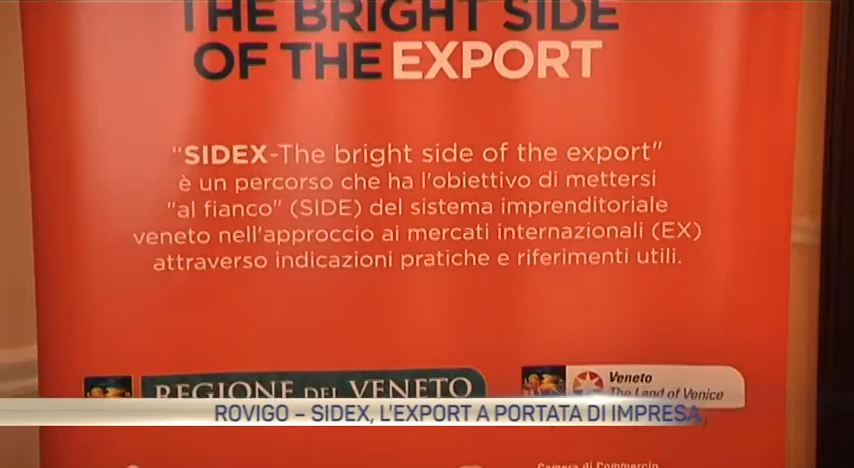 THE BRIGHT SIDE
OF THE EXPORT
"SIDEX-The bright side of the export"
è un percorso che ha l'obiettivo di mettersi
"al fianco" (SIDE) del sistema imprenditoriale
veneto nell'approccio ai mercati internazionali (EX)
attraverso indicazioni pratiche e riferimenti utili.
REGIONE DEL VENETO
Veneto
The Land of Venice
ROVIGO – SIDEX, L'EXPORT A PORTATA DI IMPRESA,
Camera di Commercio